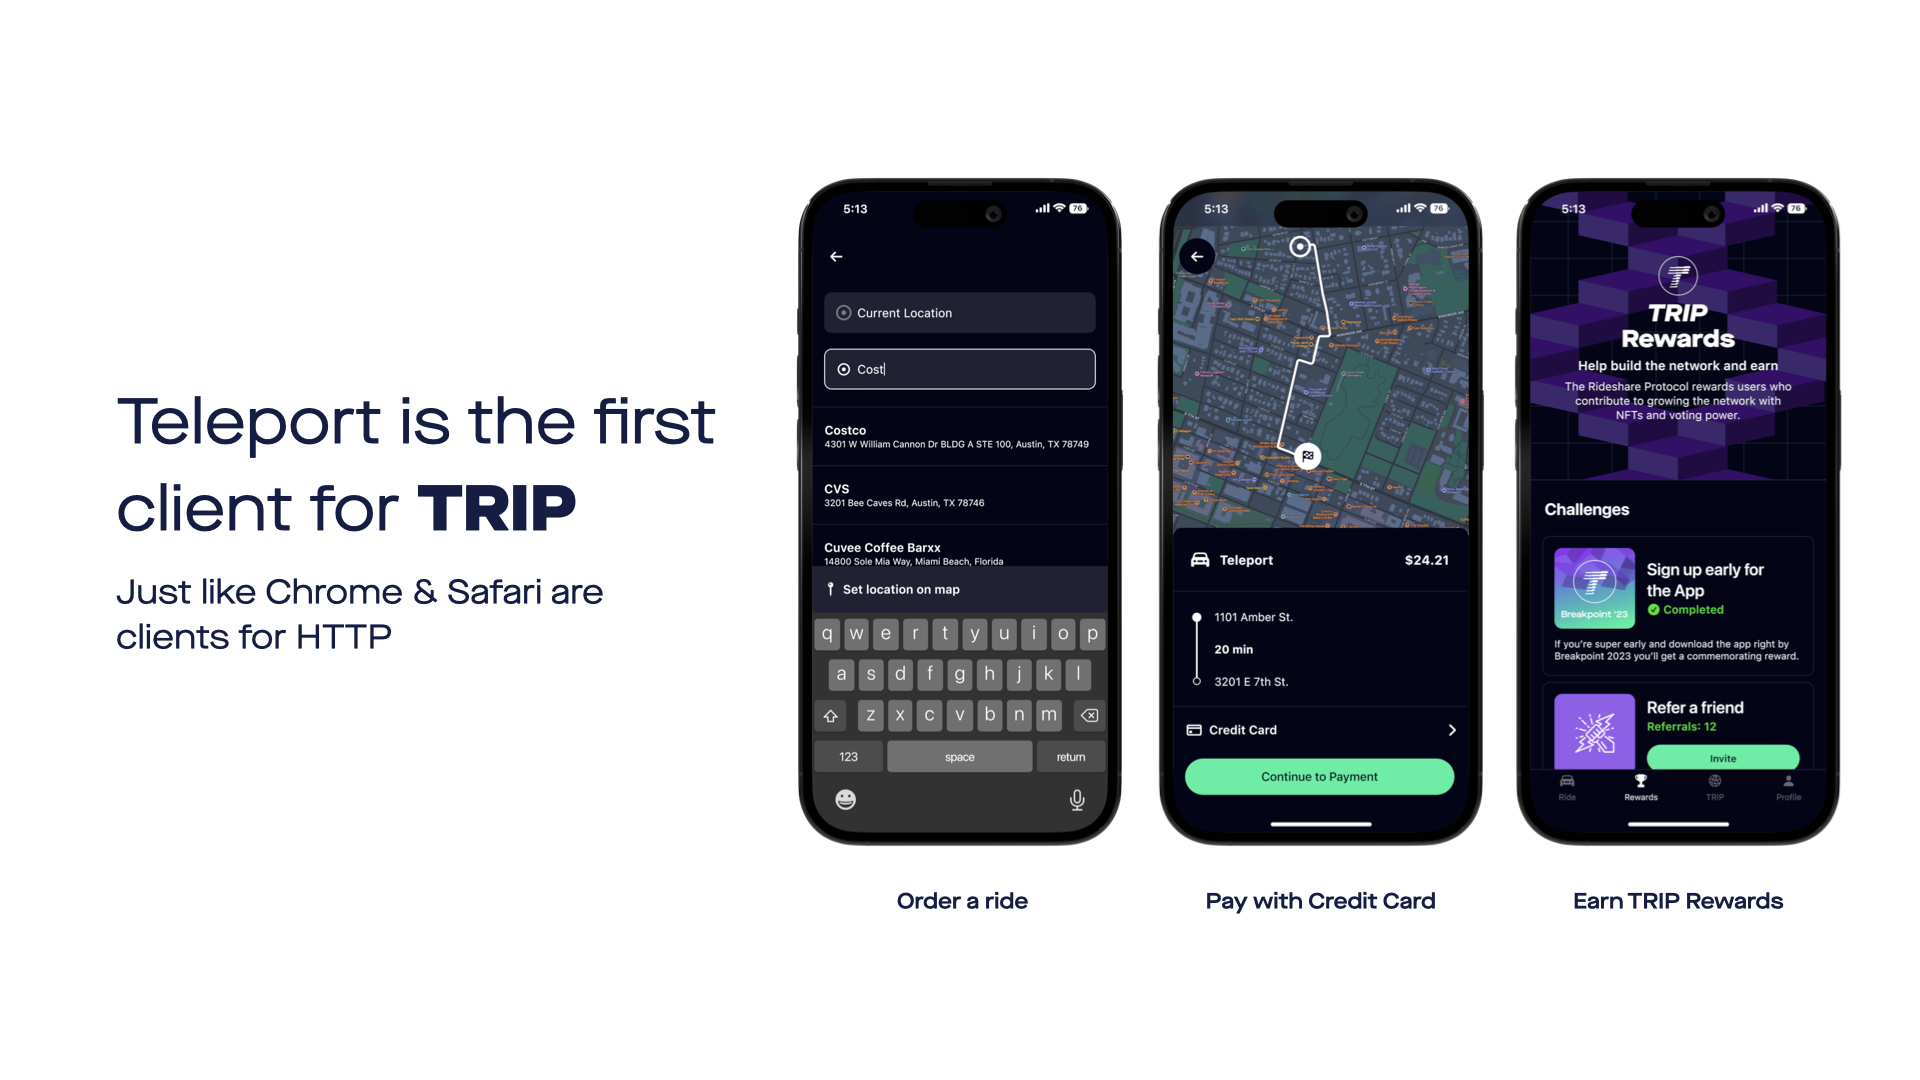 Teleport is the first
client for TRIP
Just like Chrome & Safari are
clients for HTTP
5:13
76
Current Location
Cost
Costco
4301 W William Cannon Dr BLDG A STE 100, Austin, TX 78749
CVS
3201 Bee Caves Rd, Austin, TX 78746
Cuvee Coffee Barxx
14800 Sole Mia Way, Miami Beach, Florida
Set location on map
q w e r t y u i o p
a s d f g h j k l
z x c v b n m
123 space return
Order a ride
5:13
76
Teleport $24.21
1101 Amber St.
20 min
3201 E 7th St.
Credit Card
Continue to Payment
Pay with Credit Card
5:13
76
TRIP
Rewards
Help build the network and earn
The Rideshare Protocol rewards users who
contribute to growing the network with
NFTs and voting power.
Challenges
Breakpoint '23
Sign up early for
the App
Completed
If you're super early and download the app right by
Breakpoint 2023 you'll get a commemorating reward.
Refer a friend
Referrals: 12
Invite
Ride Rewards TRIP Profile
Earn TRIP Rewards